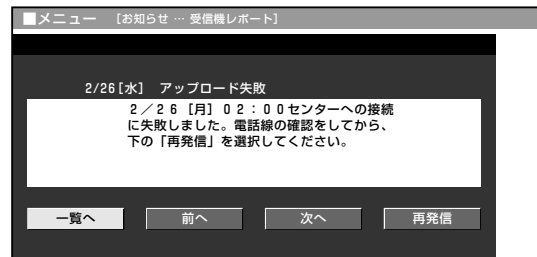 ■メニュー [お知らせ … 受信機レポート]
2/26[水] アップロード失敗
2／26［月］02：00センターへの接続
に失敗しました。電話線の確認をしてから、
下の「再発信」を選択してください。
一覧へ 前へ 次へ 再発信